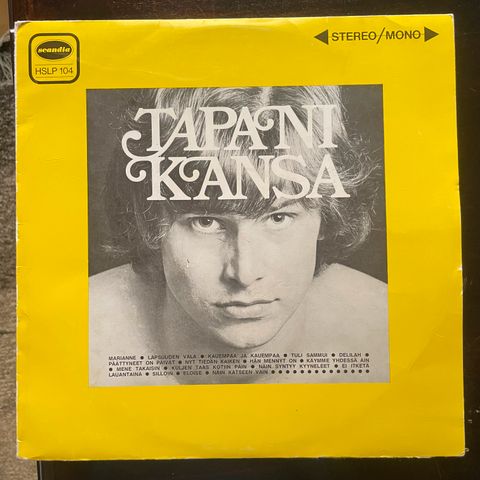 scandia
HSLP 104
STEREO/MONO
TAPANI
KANSA
MARIANNE ● LAPSUUDEN VALA ● KAUEMPAA JA KAUEMPAA ● TULI SAMMUI ● DELILAH ●
PÄÄTTYNEET ON PÄIVÄT ● NYT TIEDÄN KAIKEN ● HÄN MENNYT ON ● KÄYMME YHDESSÄ AIN
● MENE TAKAISIN ● KULJEN TAAS KOTIIN PÄIN ● NÄIN SYNTYY KYYNELEET ● EI ITKETÄ
LAUANTAINA ● SILLOIN ● ELOISE ● NÄIN KATSEEN VAIN ● ● ● ● ● ● ● ● ● ● ● ● ● ●